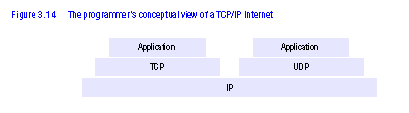 Figure 3.14 The programmer's conceptual view of a TCP/IP Internet
Application Application
TCP UDP
IP